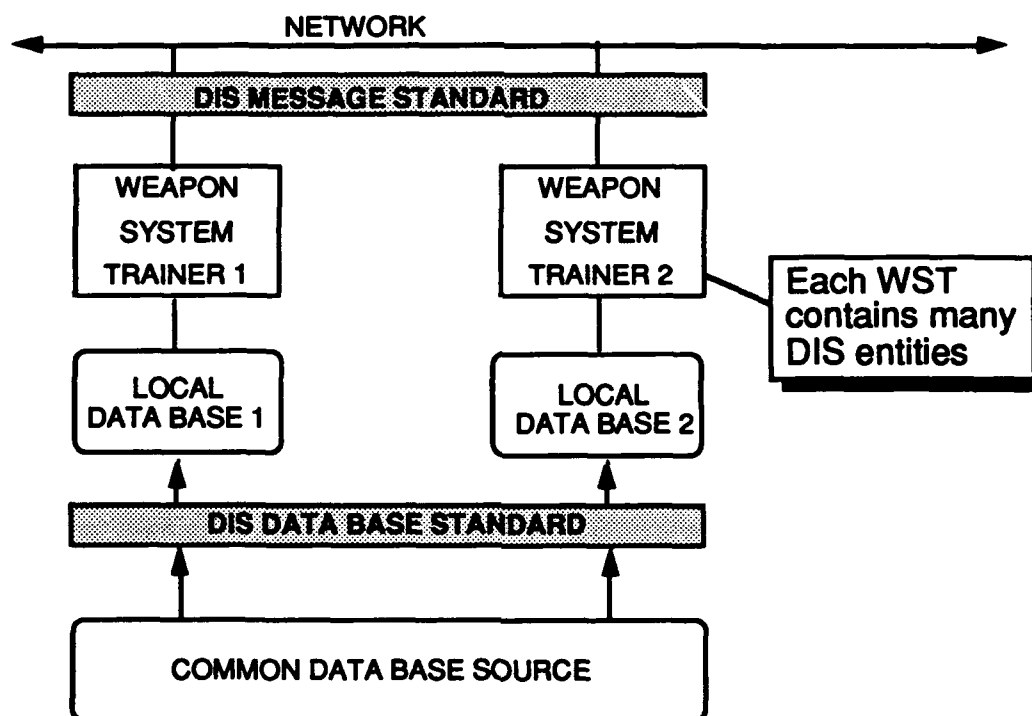 NETWORK
DIS MESSAGE STANDARD
WEAPON
SYSTEM
TRAINER 1
WEAPON
SYSTEM
TRAINER 2
Each WST
contains many
DIS entities
LOCAL
DATA BASE 1
LOCAL
DATA BASE 2
DIS DATA BASE STANDARD
COMMON DATA BASE SOURCE